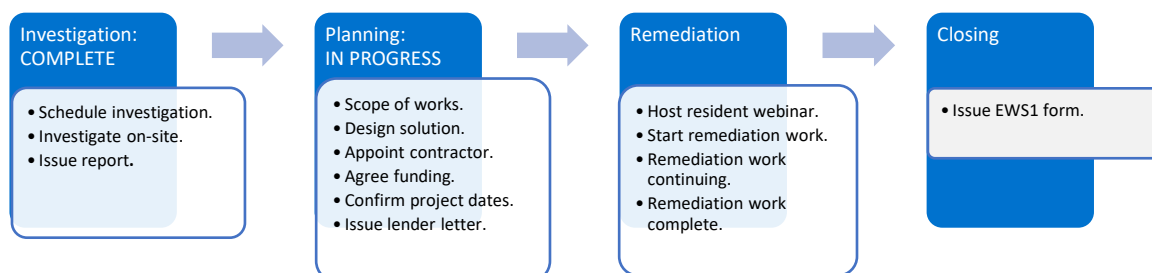 Investigation:
COMPLETE
• Schedule investigation.
• Investigate on-site.
• Issue report.
Planning:
IN PROGRESS
• Scope of works.
• Design solution.
• Appoint contractor.
• Agree funding.
• Confirm project dates.
• Issue lender letter.
Remediation
• Host resident webinar.
• Start remediation work.
• Remediation work
continuing.
• Remediation work
complete.
Closing
• Issue EWS1 form.